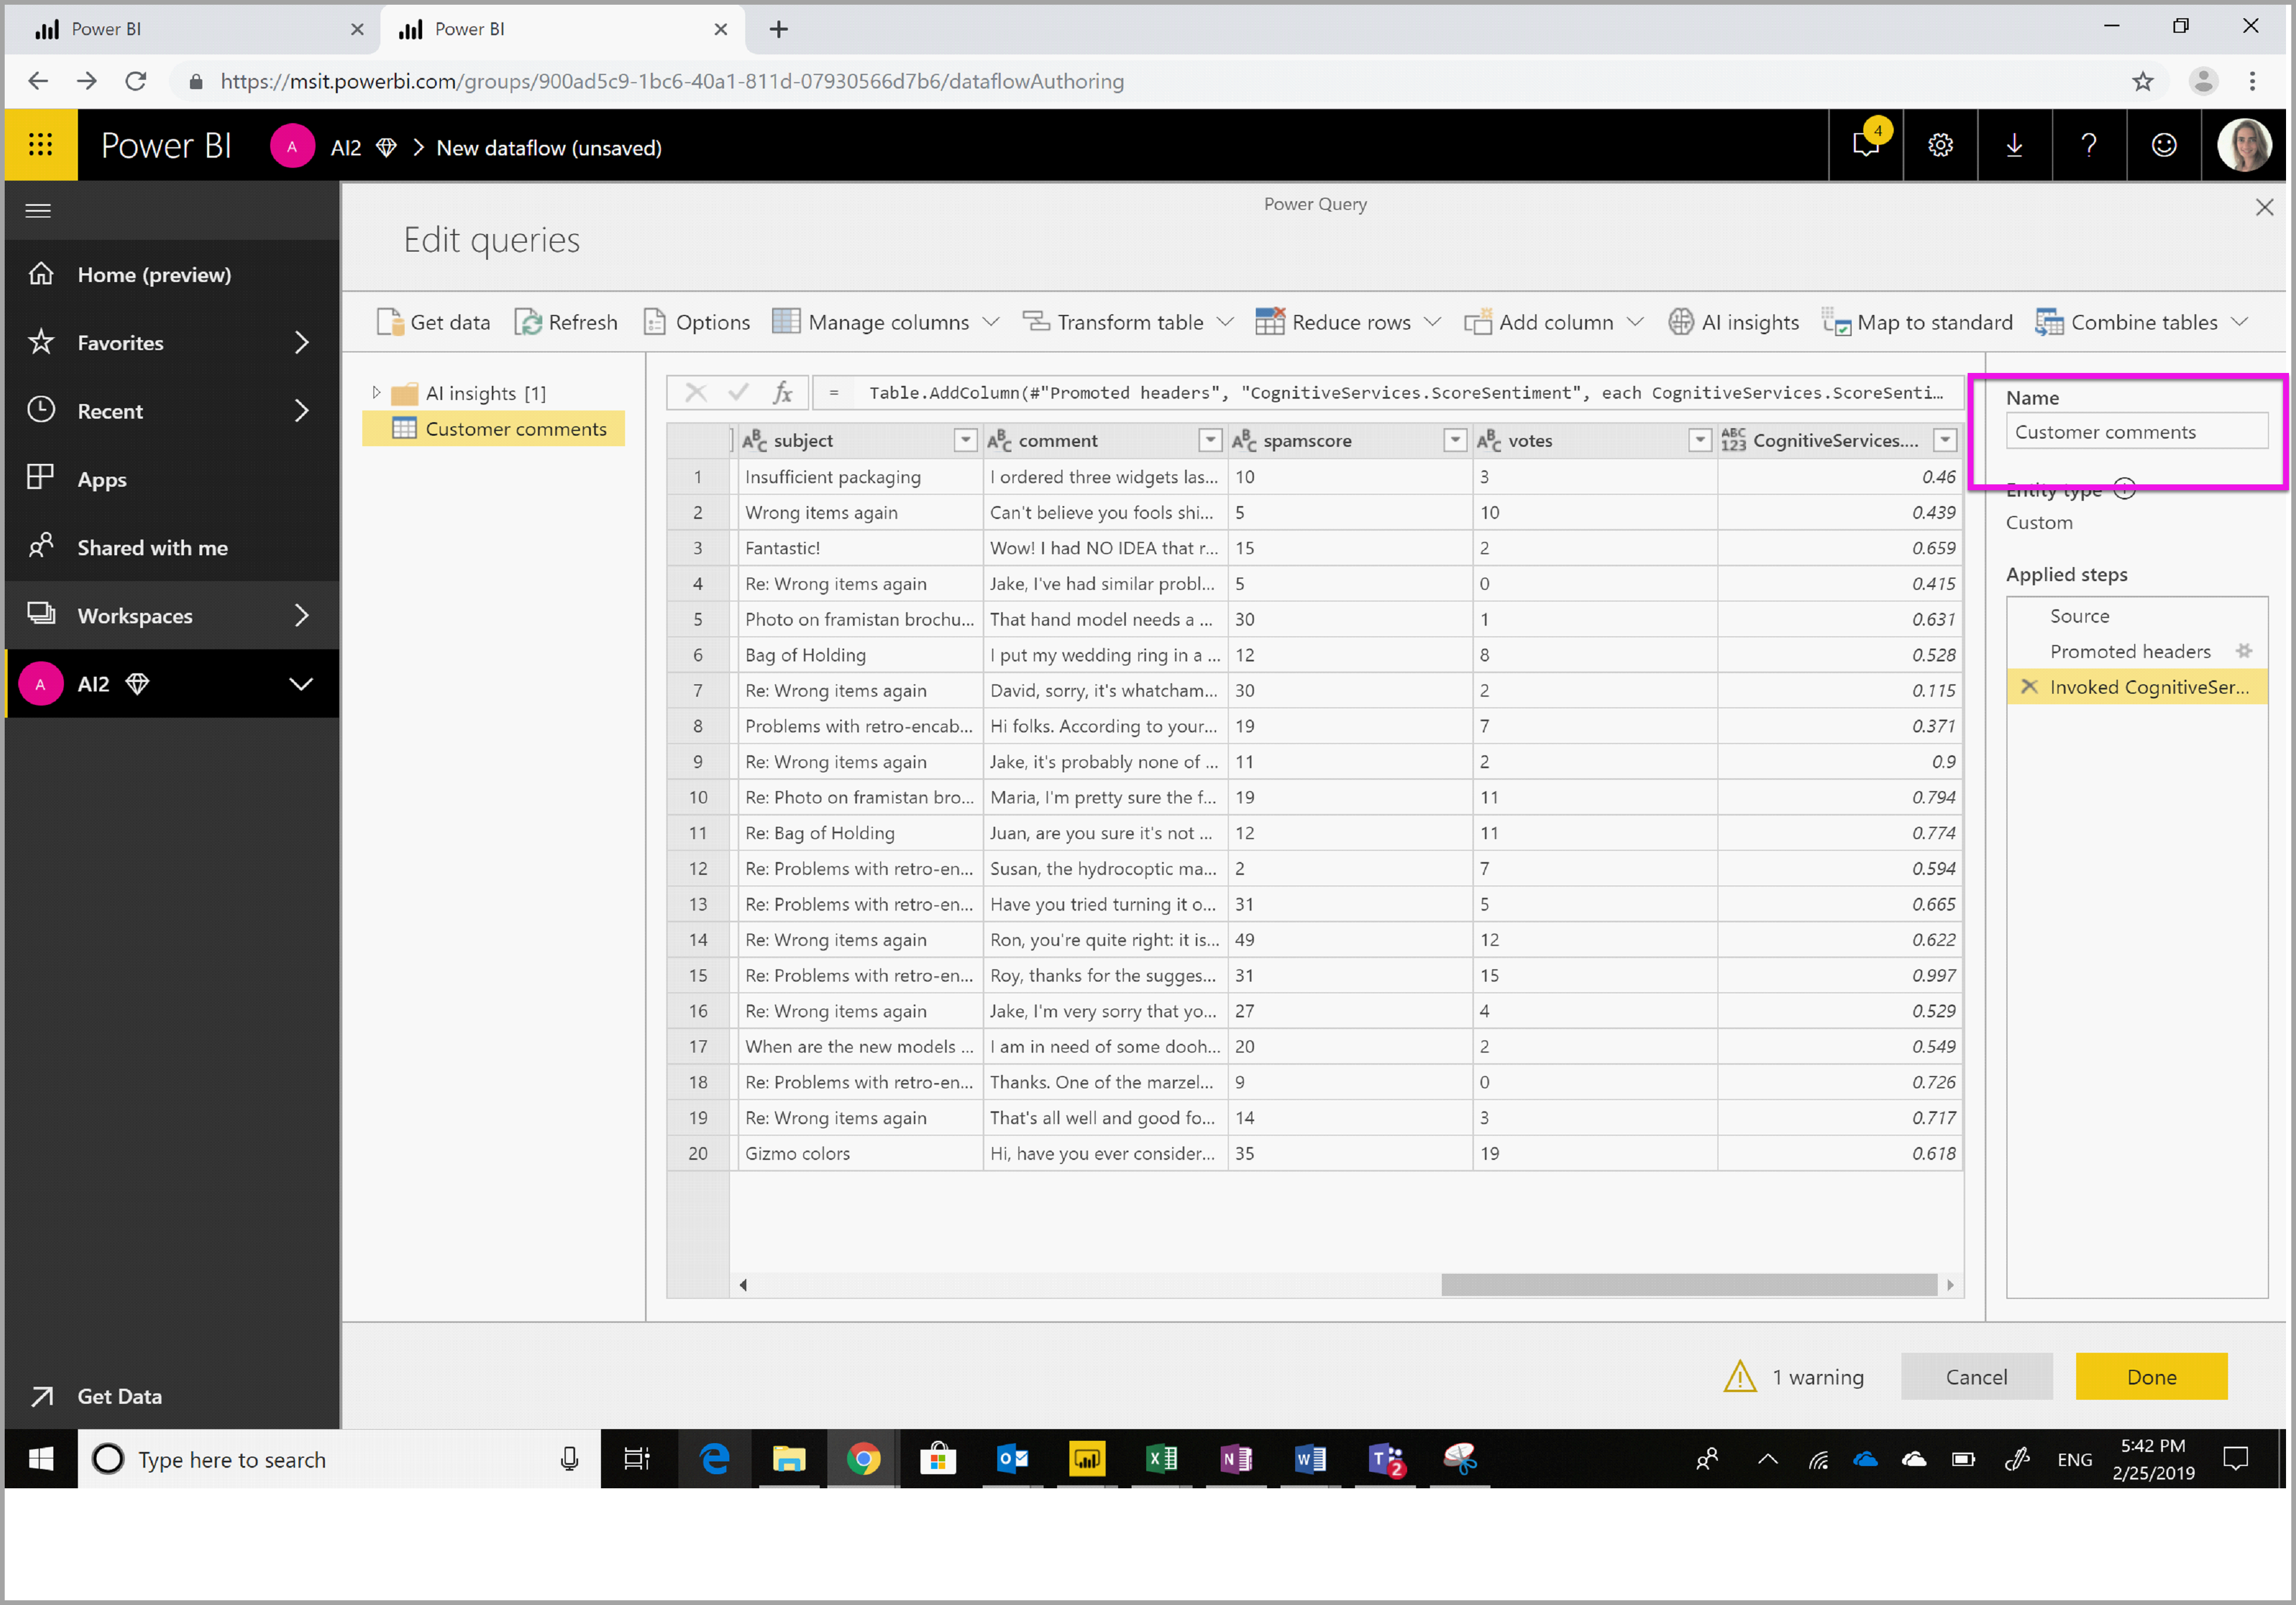 Power BI
Power BI
https://msit.powerbi.com/groups/900ad5c9-1bc6-40a1-811d-07930566d7b6/dataflowAuthoring
Power BI A AI2 > New dataflow (unsaved) 4
Power Query
Edit queries
Home (preview)
Favorites
Recent
Apps
Shared with me
Workspaces
A AI2
Get Data
Get data Refresh Options Manage columns Transform table Reduce rows Add column AI insights Map to standard Combine tables
AI insights [1]
Customer comments
fx = Table.AddColumn(#"Promoted headers", "CognitiveServices.ScoreSentiment", each CognitiveServices.ScoreSenti...
ABC subject ABC comment ABC spamscore ABC votes ABC 123 CognitiveServices....
1 Insufficient packaging I ordered three widgets las... 10 3 0.46
2 Wrong items again Can't believe you fools shi... 5 10 0.439
3 Fantastic! Wow! I had NO IDEA that r... 15 2 0.659
4 Re: Wrong items again Jake, I've had similar probl... 5 0 0.415
5 Photo on framistan brochu... That hand model needs a ... 30 1 0.631
6 Bag of Holding I put my wedding ring in a ... 12 8 0.528
7 Re: Wrong items again David, sorry, it's whatcham... 30 2 0.115
8 Problems with retro-encab... Hi folks. According to your... 19 7 0.371
9 Re: Wrong items again Jake, it's probably none of ... 11 2 0.9
10 Re: Photo on framistan bro... Maria, I'm pretty sure the f... 19 11 0.794
11 Re: Bag of Holding Juan, are you sure it's not ... 12 11 0.774
12 Re: Problems with retro-en... Susan, the hydrocoptic ma... 2 7 0.594
13 Re: Problems with retro-en... Have you tried turning it o... 31 5 0.665
14 Re: Wrong items again Ron, you're quite right: it is... 49 12 0.622
15 Re: Problems with retro-en... Roy, thanks for the sugges... 31 15 0.997
16 Re: Wrong items again Jake, I'm very sorry that yo... 27 4 0.529
17 When are the new models ... I am in need of some dooh... 20 2 0.549
18 Re: Problems with retro-en... Thanks. One of the marzel... 9 0 0.726
19 Re: Wrong items again That's all well and good fo... 14 3 0.717
20 Gizmo colors Hi, have you ever consider... 35 19 0.618
Name
Customer comments
Entity type
Custom
Applied steps
Source
Promoted headers
Invoked CognitiveSer...
1 warning Cancel Done
Type here to search 2 ENG 5:42 PM
2/25/2019